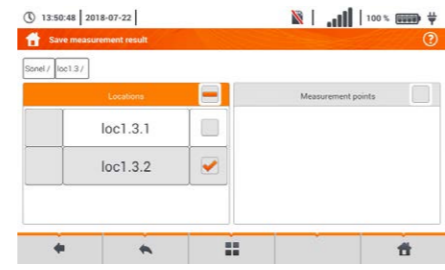 13:50:48 2018-07-22 100 %
Save measurement result
Sonel / loc1.3 /
Locations Measurement points
loc1.3.1
loc1.3.2